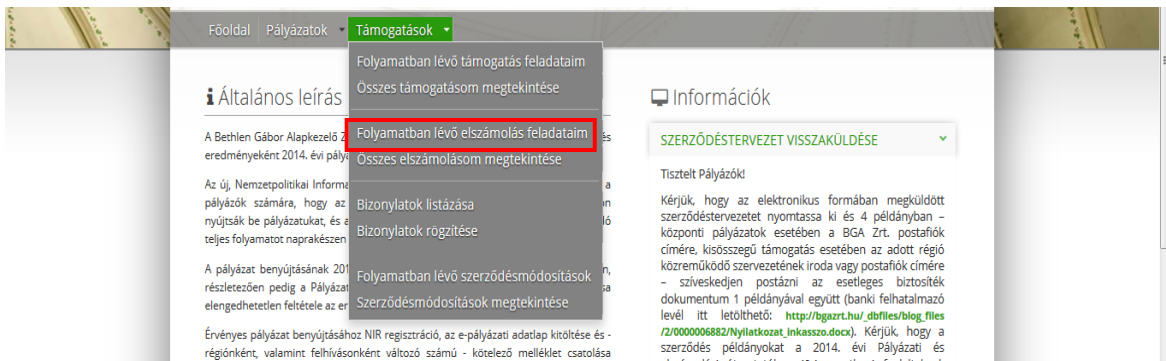 Főoldal Pályázatok Támogatások
Folyamatban lévő támogatás feladataim
Összes támogatásom megtekintése
Folyamatban lévő elszámolás feladataim
Összes elszámolásom megtekintése
Bizonylatok listázása
Bizonylatok rögzítése
Folyamatban lévő szerződésmódosítások
Szerződésmódosítások megtekintése
Általános leírás
A Bethlen Gábor Alapkezelő
eredményeként 2014. évi
Az új, Nemzetpolitikai a
pályázók számára, hogy az
nyújtsák be pályázatukat, és
teljes folyamatot naprakészen
A pályázat benyújtásának
részletezően pedig a
elengedhetetlen feltétele az
Érvényes pályázat benyújtásához NIR regisztráció, az e-pályázati adatlap kitöltése és -
régiónként, valamint felhívásonként változó számú - kötelező melléklet csatolása
Információk
SZERZŐDÉSTERVEZET VISSZAKÜLDÉSE
Tisztelt Pályázók!
Kérjük, hogy az elektronikus formában megküldött
szerződéstervezetet nyomtassa ki és 4 példányban –
központi pályázatok esetében a BGA Zrt. postafiók
címére, kisösszegű támogatás esetében az adott régió
közreműködő szervezetének iroda vagy postafiók címére
– szíveskedjen postázni az esetleges biztosíték
dokumentum 1 példányával együtt (banki felhatalmazó
levél itt letölthető: http://bgazrt.hu/_dbfiles/blog_files
/2/0000006882/Nyilatkozat_inkasszo.docx). Kérjük, hogy a
szerződés példányokat a 2014. évi Pályázati és